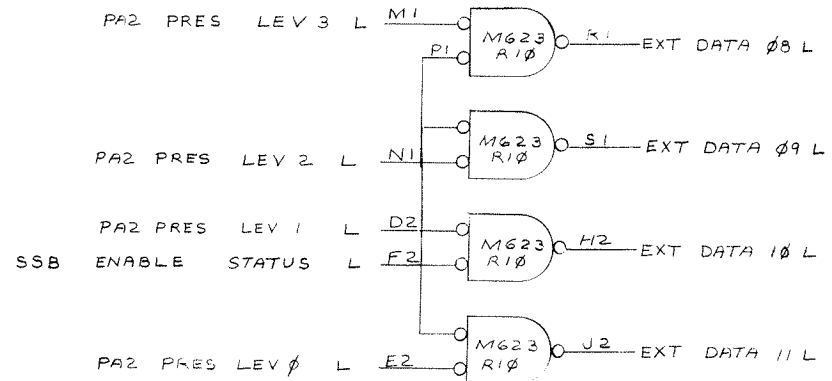 PA2 PRES LEV 3 L M1 M623 R1Ø R1 EXT DATA Ø8 L
P1
PA2 PRES LEV 2 L N1 M623 R1Ø S1 EXT DATA Ø9 L
PA2 PRES LEV 1 L D2 M623 R1Ø H2 EXT DATA 1Ø L
SSB ENABLE STATUS L F2
PA2 PRES LEV Ø L E2 M623 R1Ø J2 EXT DATA 11 L